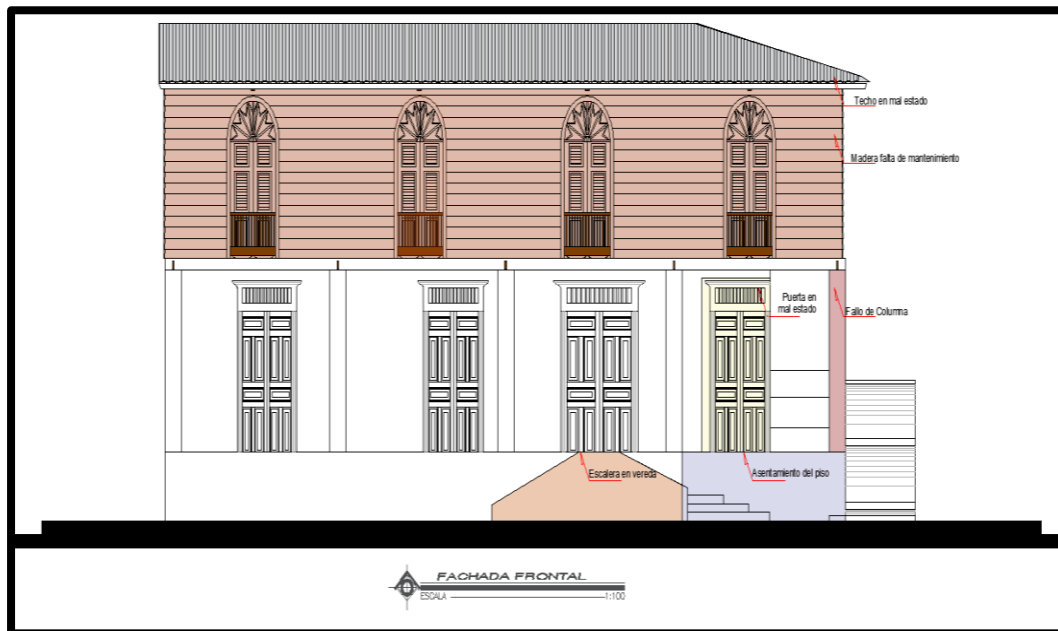 Techo en mal estado
Madera falta de mantenimiento
Puerta en
mal estado
Fallo de Columna
Escalera en vereda
Asentamiento del piso
FACHADA FRONTAL
ESCALA 1:100